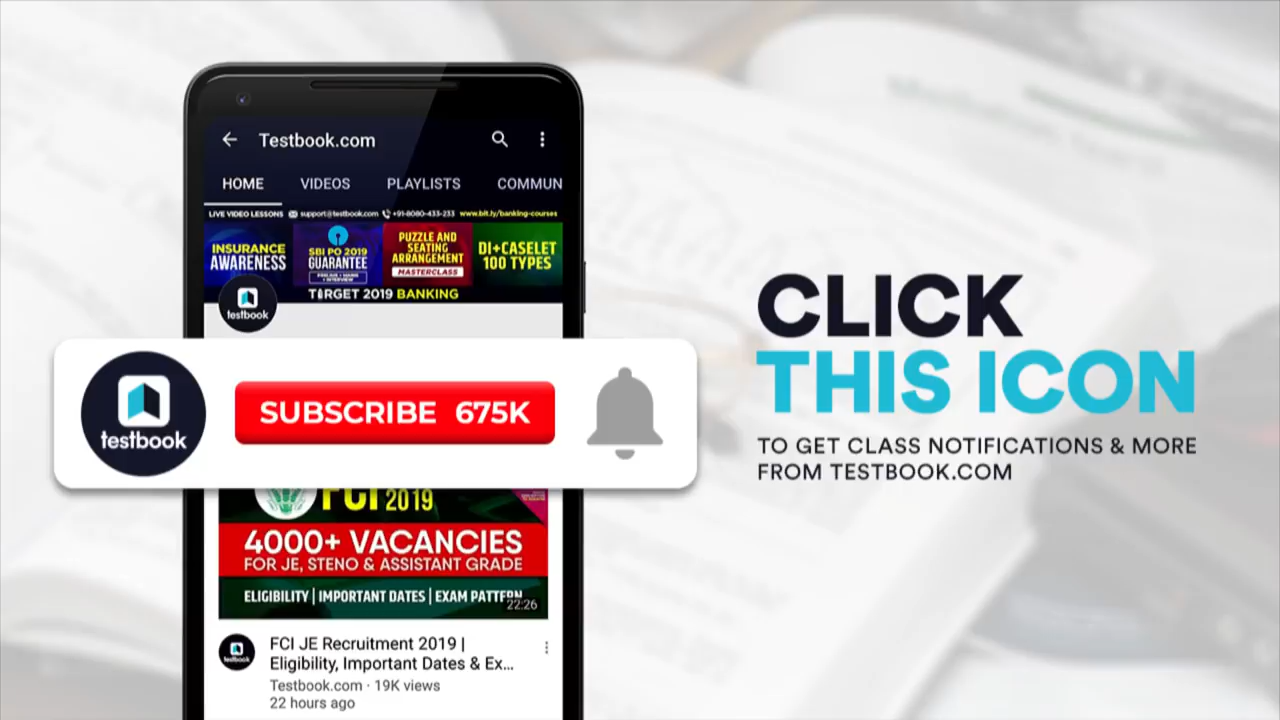 Testbook.com
HOME VIDEOS PLAYLISTS COMMUN
LIVE VIDEO LESSONS support@testbook.com +91-8080-433-233 www.bit.ly/banking-courses
INSURANCE
AWARENESS
SBI PO 2019
GUARANTEE
PRELIMS + MAINS
+ INTERVIEW
PUZZLE AND
SEATING
ARRANGEMENT
MASTERCLASS
DI+CASELET
100 TYPES
TARGET 2019 BANKING
testbook
testbook
SUBSCRIBE 675K
CLICK
THIS ICON
TO GET CLASS NOTIFICATIONS & MORE
FROM TESTBOOK.COM
FCI 2019
4000+ VACANCIES
FOR JE, STENO & ASSISTANT GRADE
ELIGIBILITY | IMPORTANT DATES | EXAM PATTERN
22:26
testbook
FCI JE Recruitment 2019 |
Eligibility, Important Dates & Ex...
Testbook.com · 19K views
22 hours ago